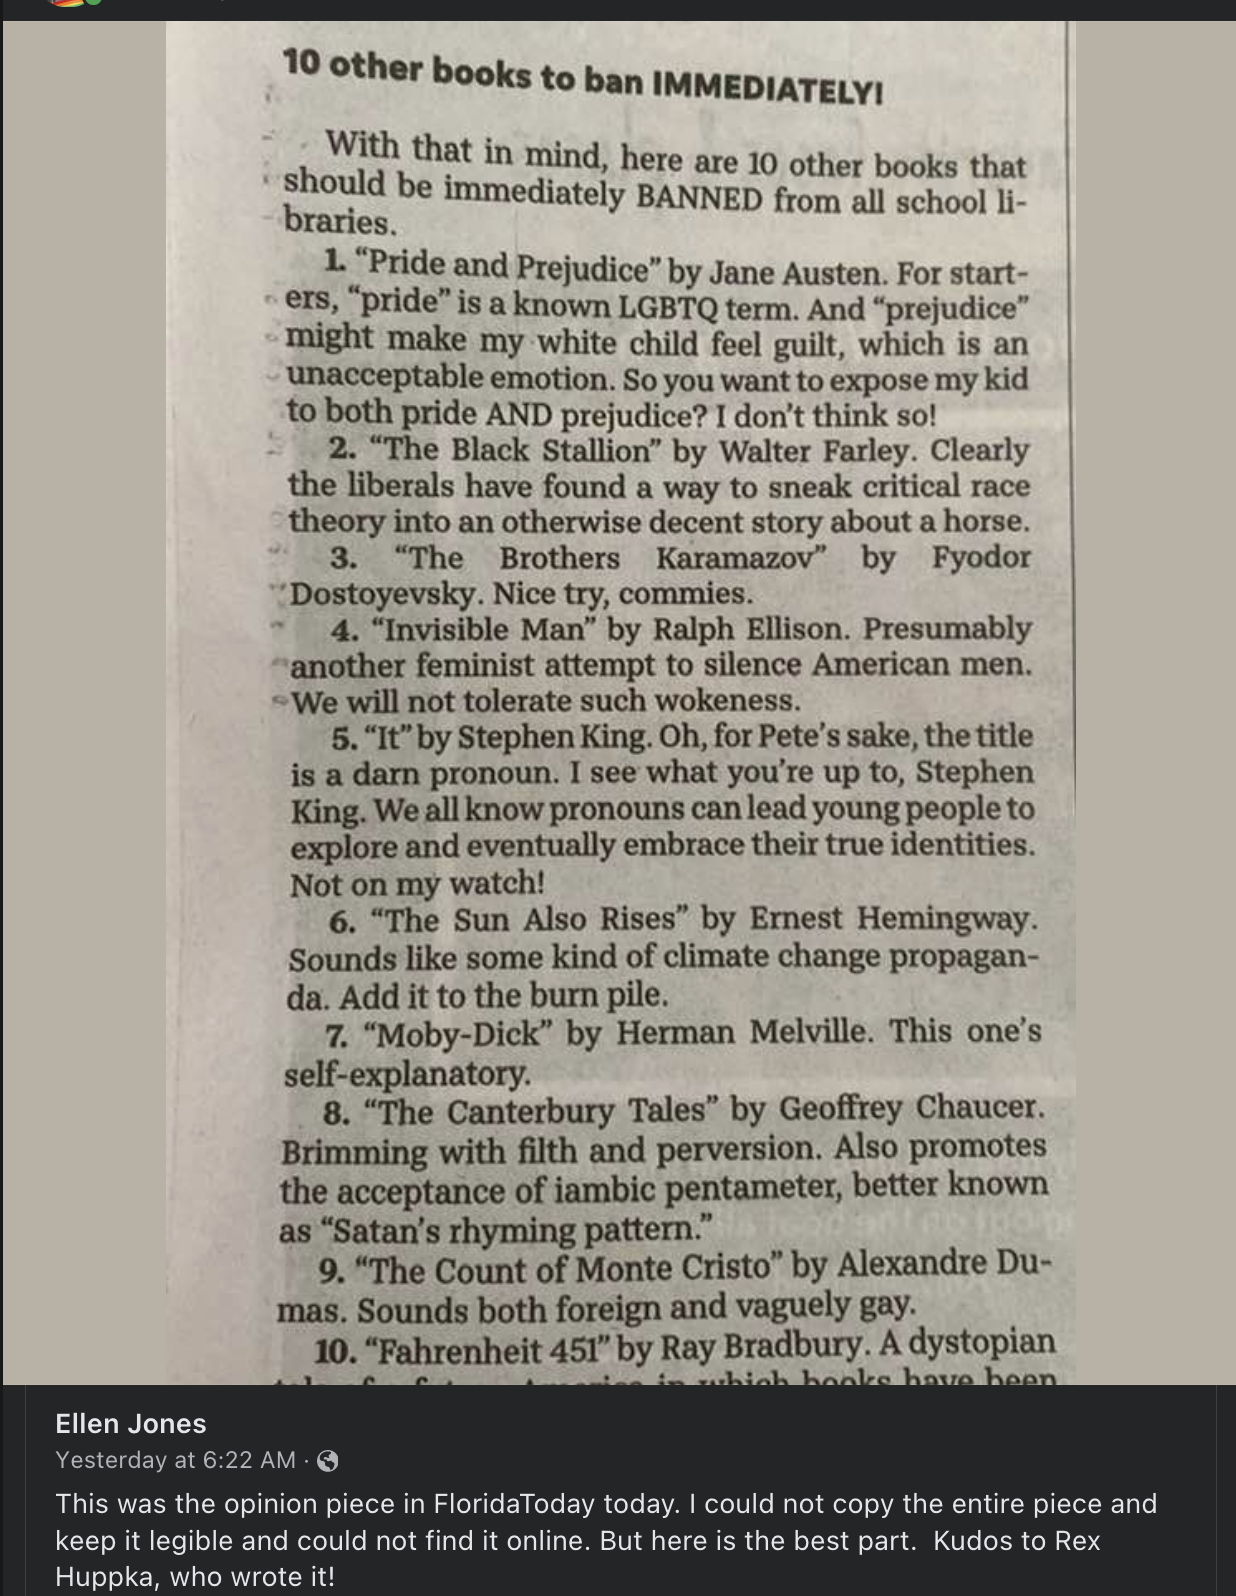 10 other books to ban IMMEDIATELY!
With that in mind, here are 10 other books that
should be immediately BANNED from all school li-
braries.
1. “Pride and Prejudice” by Jane Austen. For start-
ers, “pride” is a known LGBTQ term. And “prejudice”
might make my white child feel guilt, which is an
unacceptable emotion. So you want to expose my kid
to both pride AND prejudice? I don’t think so!
2. “The Black Stallion” by Walter Farley. Clearly
the liberals have found a way to sneak critical race
theory into an otherwise decent story about a horse.
3. “The Brothers Karamazov” by Fyodor
Dostoyevsky. Nice try, commies.
4. “Invisible Man” by Ralph Ellison. Presumably
another feminist attempt to silence American men.
We will not tolerate such wokeness.
5. “It” by Stephen King. Oh, for Pete’s sake, the title
is a darn pronoun. I see what you’re up to, Stephen
King. We all know pronouns can lead young people to
explore and eventually embrace their true identities.
Not on my watch!
6. “The Sun Also Rises” by Ernest Hemingway.
Sounds like some kind of climate change propagan-
da. Add it to the burn pile.
7. “Moby-Dick” by Herman Melville. This one’s
self-explanatory.
8. “The Canterbury Tales” by Geoffrey Chaucer.
Brimming with filth and perversion. Also promotes
the acceptance of iambic pentameter, better known
as “Satan’s rhyming pattern.”
9. “The Count of Monte Cristo” by Alexandre Du-
mas. Sounds both foreign and vaguely gay.
10. “Fahrenheit 451” by Ray Bradbury. A dystopian
in which books have been
Ellen Jones
Yesterday at 6:22 AM ·
This was the opinion piece in FloridaToday today. I could not copy the entire piece and
keep it legible and could not find it online. But here is the best part. Kudos to Rex
Huppka, who wrote it!